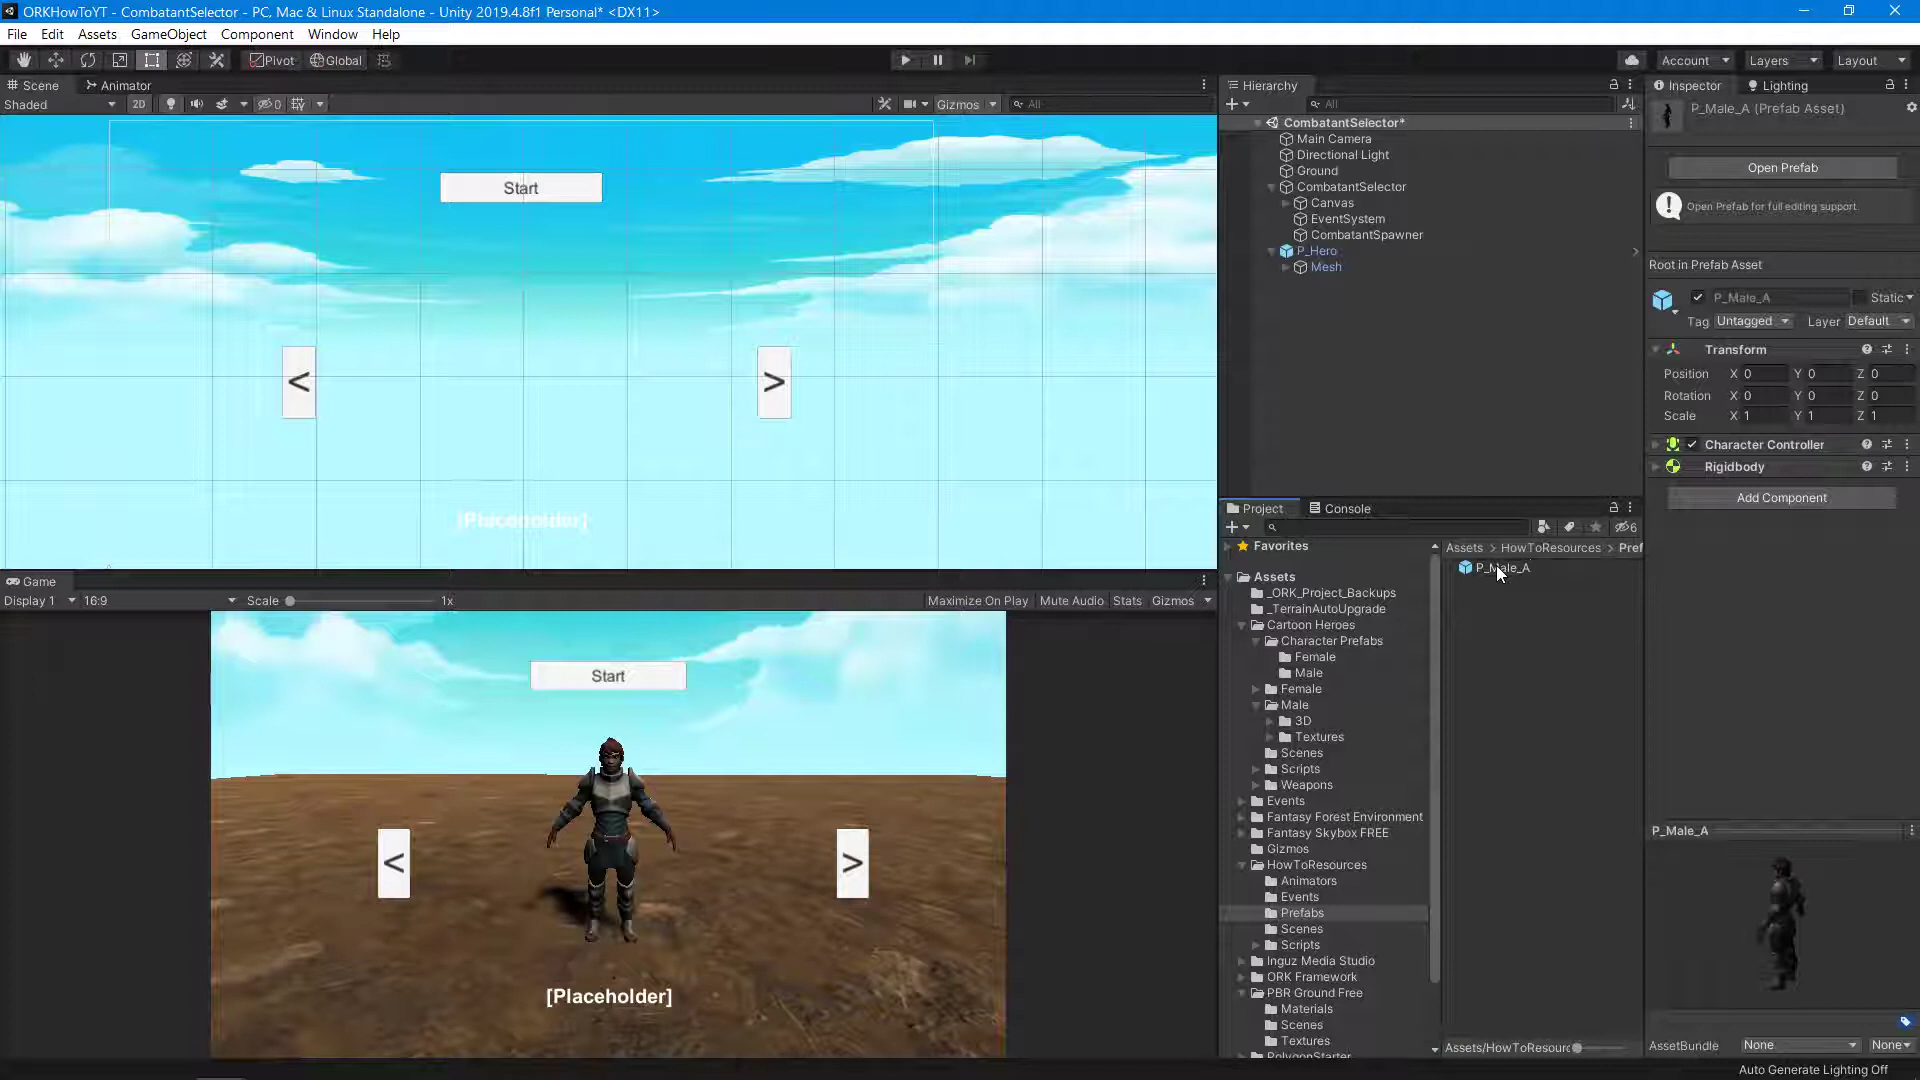 ORKHowToYT - CombatantSelector - PC, Mac & Linux Standalone - Unity 2019.4.8f1 Personal* <DX11>
File Edit Assets GameObject Component Window Help
Pivot Global
Account Layers Layout
Scene Animator
Shaded 2D 0 Gizmos All
Start
<
>
[Placeholder]
Game
Display 1 16:9 Scale 1x Maximize On Play Mute Audio Stats Gizmos
Start
<
>
[Placeholder]
Hierarchy
All
CombatantSelector*
Main Camera
Directional Light
Ground
CombatantSelector
Canvas
EventSystem
CombatantSpawner
P_Hero
Mesh
Project Console
6
Favorites
Assets
_ORK_Project_Backups
_TerrainAutoUpgrade
Cartoon Heroes
Character Prefabs
Female
Male
Female
Male
3D
Textures
Scenes
Scripts
Weapons
Events
Fantasy Forest Environment
Fantasy Skybox FREE
Gizmos
HowToResources
Animators
Events
Prefabs
Scenes
Scripts
Inguz Media Studio
ORK Framework
PBR Ground Free
Materials
Scenes
Textures
PolygonStarter
Assets > HowToResources > Pref
P_Male_A
Assets/HowToResourc
Inspector Lighting
P_Male_A (Prefab Asset)
Open Prefab
Open Prefab for full editing support.
Root in Prefab Asset
P_Male_A Static
Tag Untagged Layer Default
Transform
Position X 0 Y 0 Z 0
Rotation X 0 Y 0 Z 0
Scale X 1 Y 1 Z 1
Character Controller
Rigidbody
Add Component
P_Male_A
AssetBundle None None
Auto Generate Lighting Off